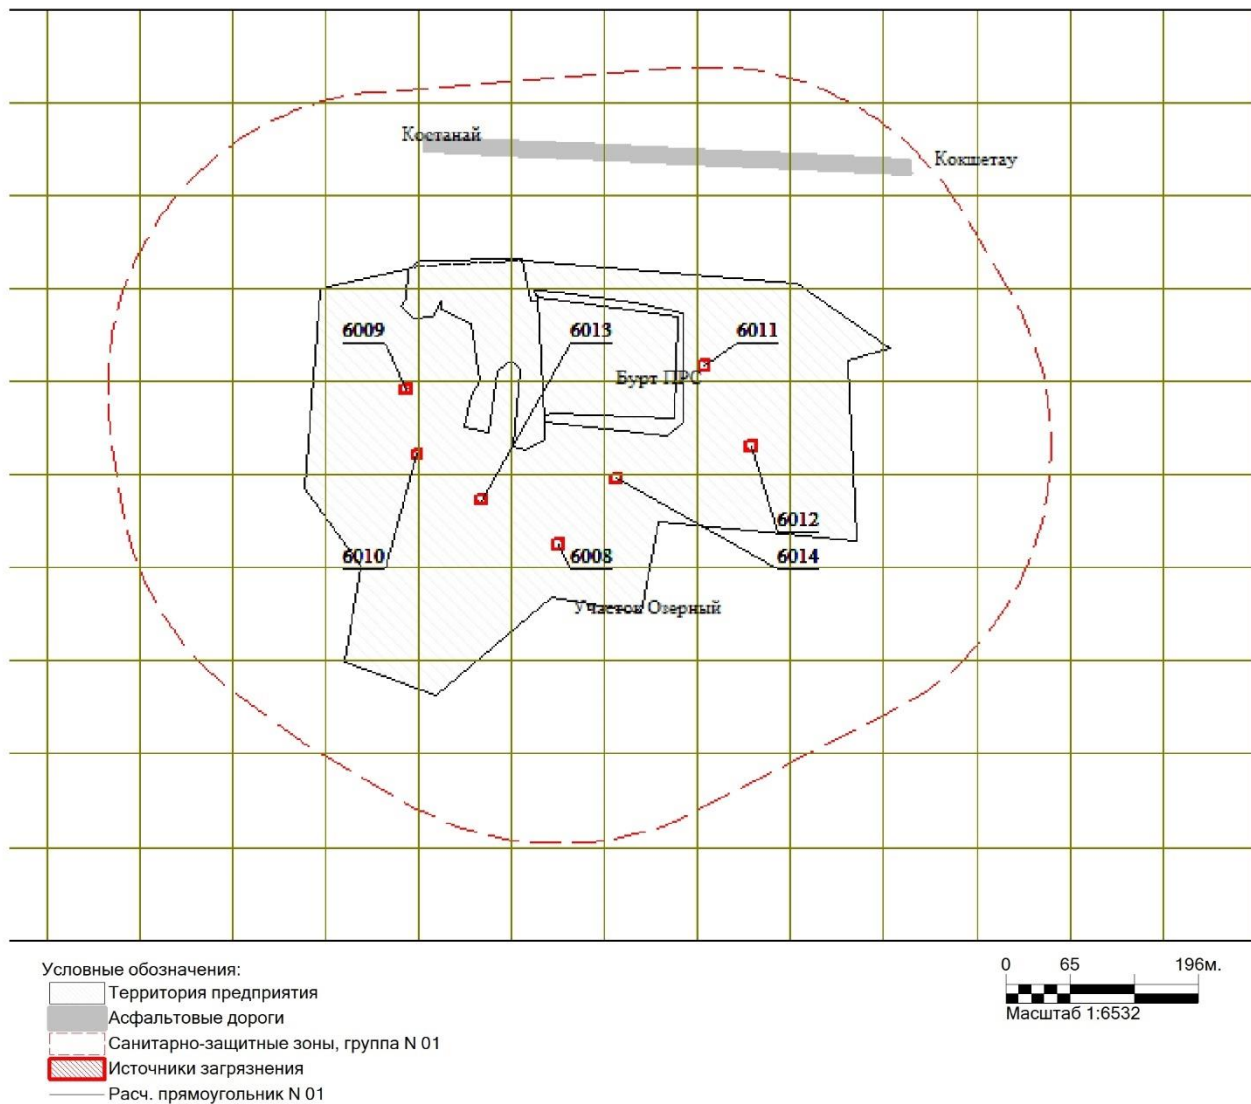 Костанай
Кокшетау
6009
6013
6011
Бурт ПРС
6012
6010
6008
6014
Участок Озерный
Условные обозначения:
Территория предприятия
Асфальтовые дороги
Санитарно-защитные зоны, группа N 01
Источники загрязнения
Расч. прямоугольник N 01
0 65 196м.
Масштаб 1:6532